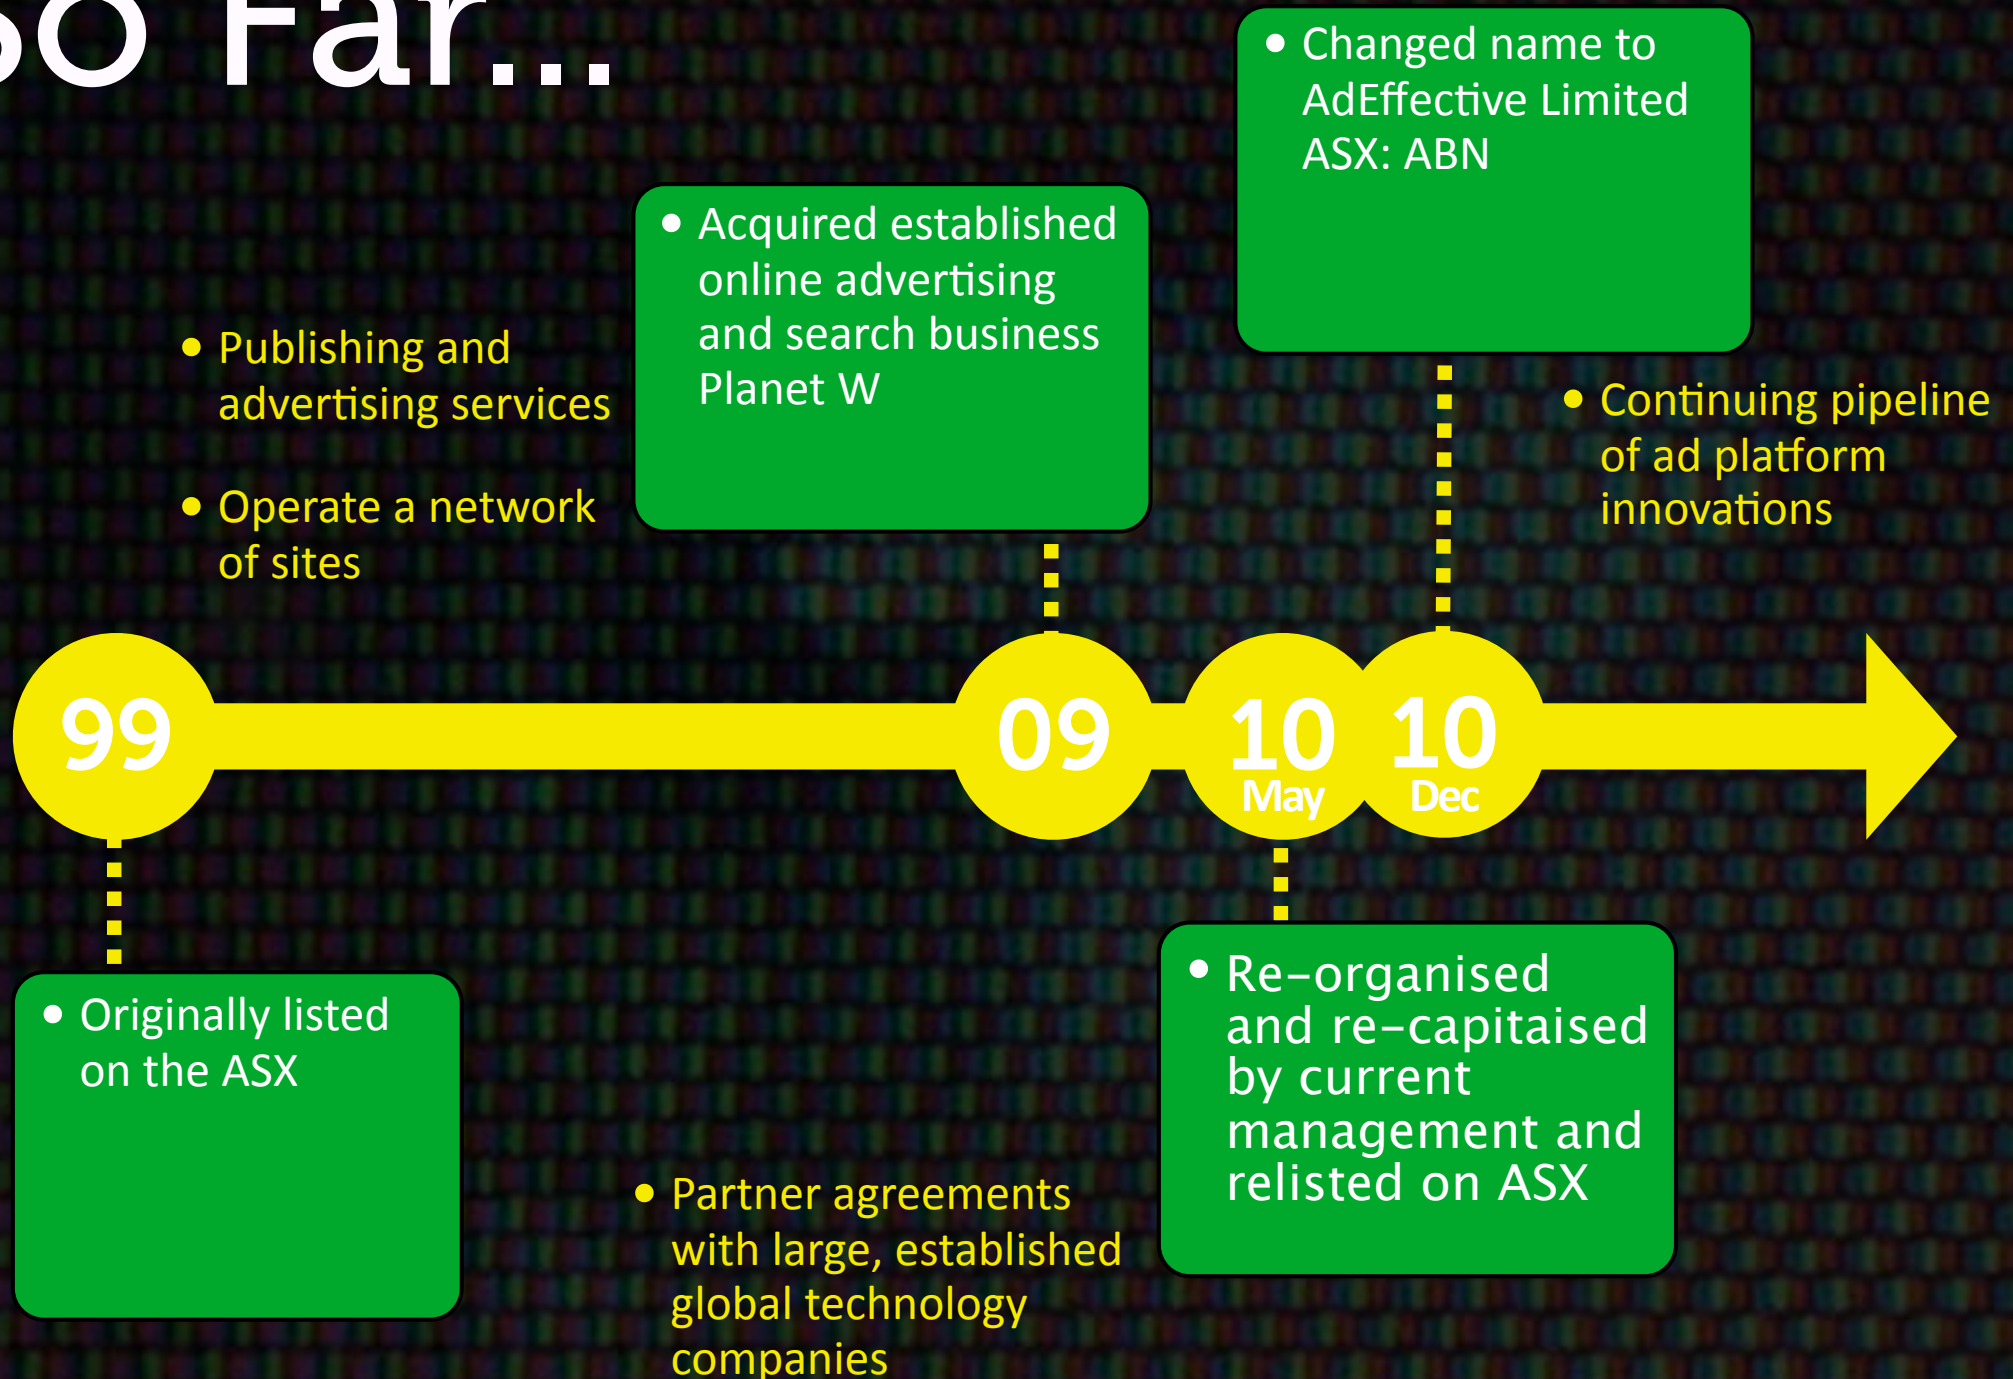 So Far...
• Changed name to
AdEffective Limited
ASX: ABN
• Acquired established
online advertising
and search business
Planet W
• Publishing and
advertising services
• Operate a network
of sites
• Continuing pipeline
of ad platform
innovations
99
09
10
May
10
Dec
• Originally listed
on the ASX
• Re-organised
and re-capitaised
by current
management and
relisted on ASX
• Partner agreements
with large, established
global technology
companies